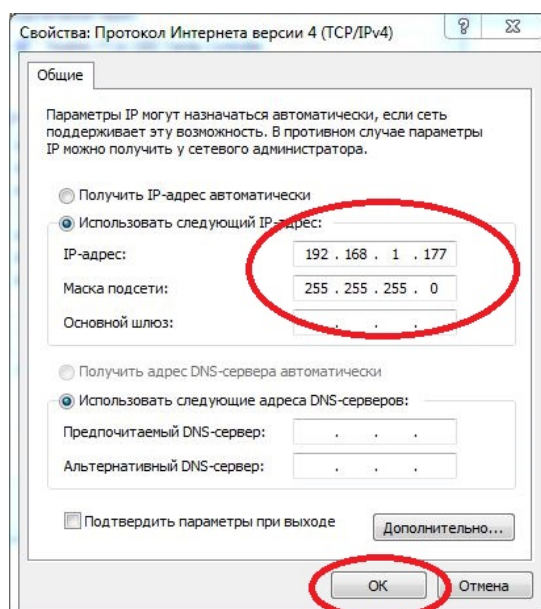 Свойства: Протокол Интернета версии 4 (TCP/IPv4)
Общие
Параметры IP могут назначаться автоматически, если сеть
поддерживает эту возможность. В противном случае параметры
IP можно получить у сетевого администратора.
Получить IP-адрес автоматически
Использовать следующий IP-адрес:
IP-адрес: 192 . 168 . 1 . 177
Маска подсети: 255 . 255 . 255 . 0
Основной шлюз: . . .
Получить адрес DNS-сервера автоматически
Использовать следующие адреса DNS-серверов:
Предпочитаемый DNS-сервер: . . .
Альтернативный DNS-сервер: . . .
Подтвердить параметры при выходе
Дополнительно...
ОК Отмена